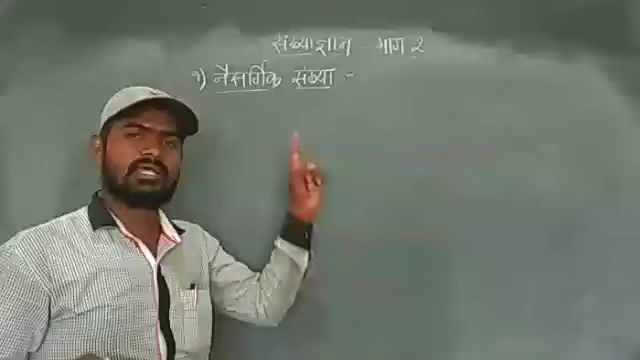 संख्याज्ञान - भाग २
१) नैसर्गिक संख्या -